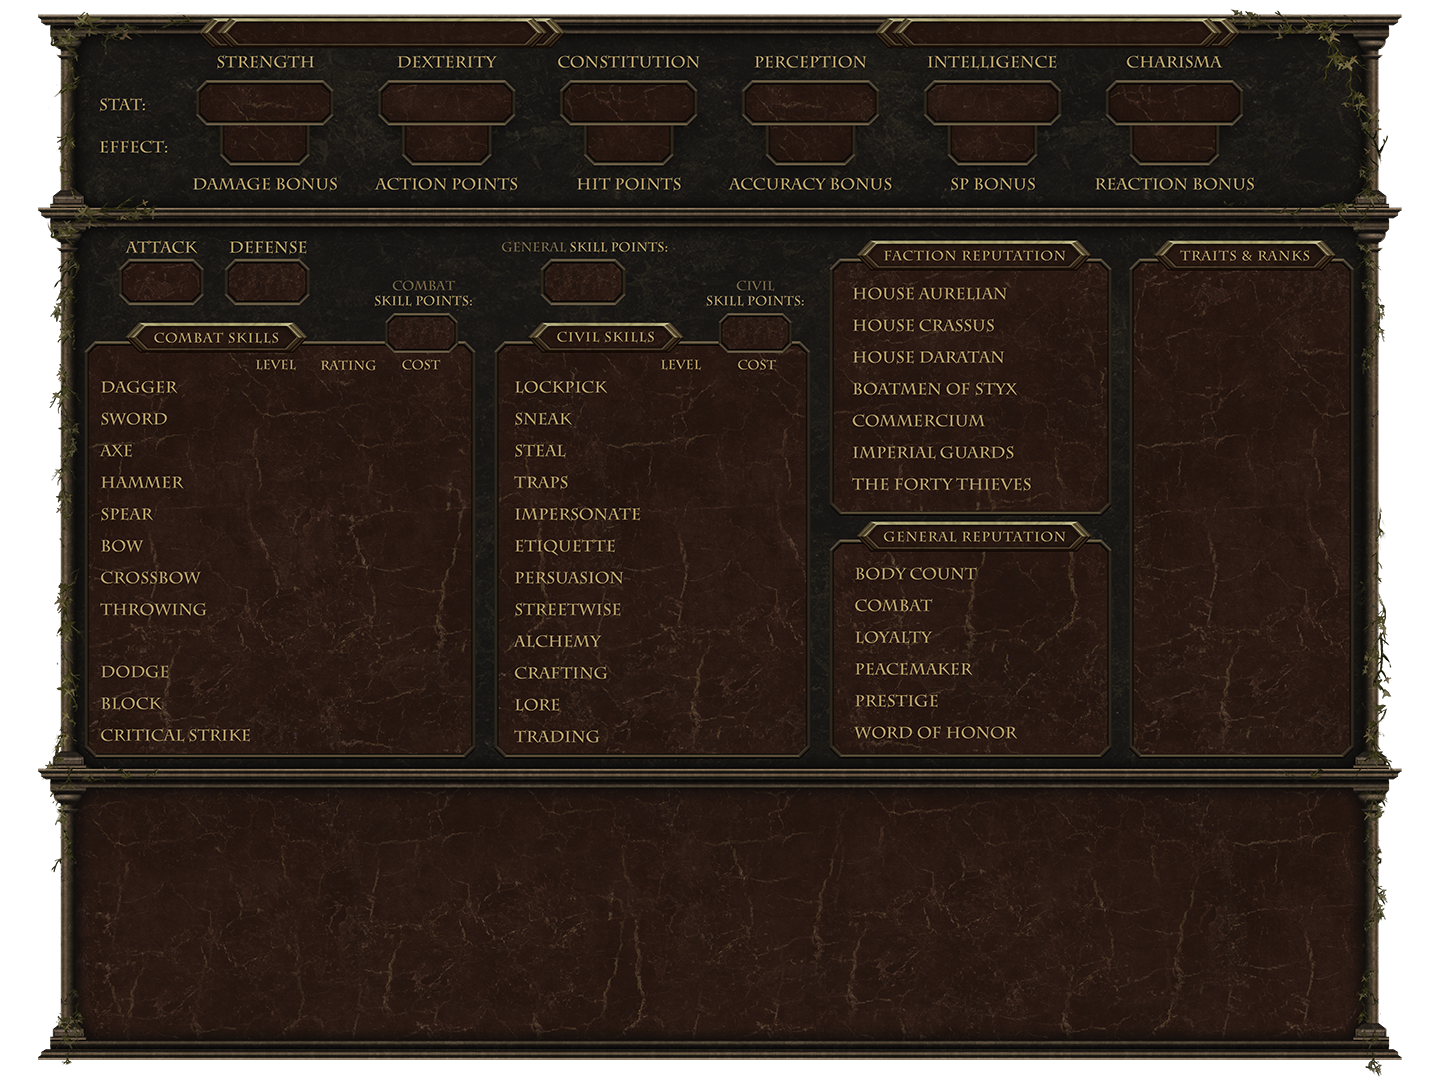 STRENGTH DEXTERITY CONSTITUTION PERCEPTION INTELLIGENCE CHARISMA
STAT:
EFFECT:
DAMAGE BONUS ACTION POINTS HIT POINTS ACCURACY BONUS SP BONUS REACTION BONUS
ATTACK DEFENSE
COMBAT
SKILL POINTS:
COMBAT SKILLS
LEVEL RATING COST
DAGGER
SWORD
AXE
HAMMER
SPEAR
BOW
CROSSBOW
THROWING
DODGE
BLOCK
CRITICAL STRIKE
GENERAL SKILL POINTS:
CIVIL
SKILL POINTS:
CIVIL SKILLS
LEVEL COST
LOCKPICK
SNEAK
STEAL
TRAPS
IMPERSONATE
ETIQUETTE
PERSUASION
STREETWISE
ALCHEMY
CRAFTING
LORE
TRADING
FACTION REPUTATION
HOUSE AURELIAN
HOUSE CRASSUS
HOUSE DARATAN
BOATMEN OF STYX
COMMERCIUM
IMPERIAL GUARDS
THE FORTY THIEVES
GENERAL REPUTATION
BODY COUNT
COMBAT
LOYALTY
PEACEMAKER
PRESTIGE
WORD OF HONOR
TRAITS & RANKS